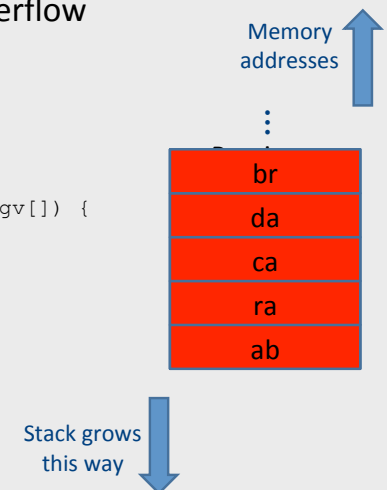 erflow
Memory
addresses
⋮
gv[]) {
br
da
ca
ra
ab
Stack grows
this way